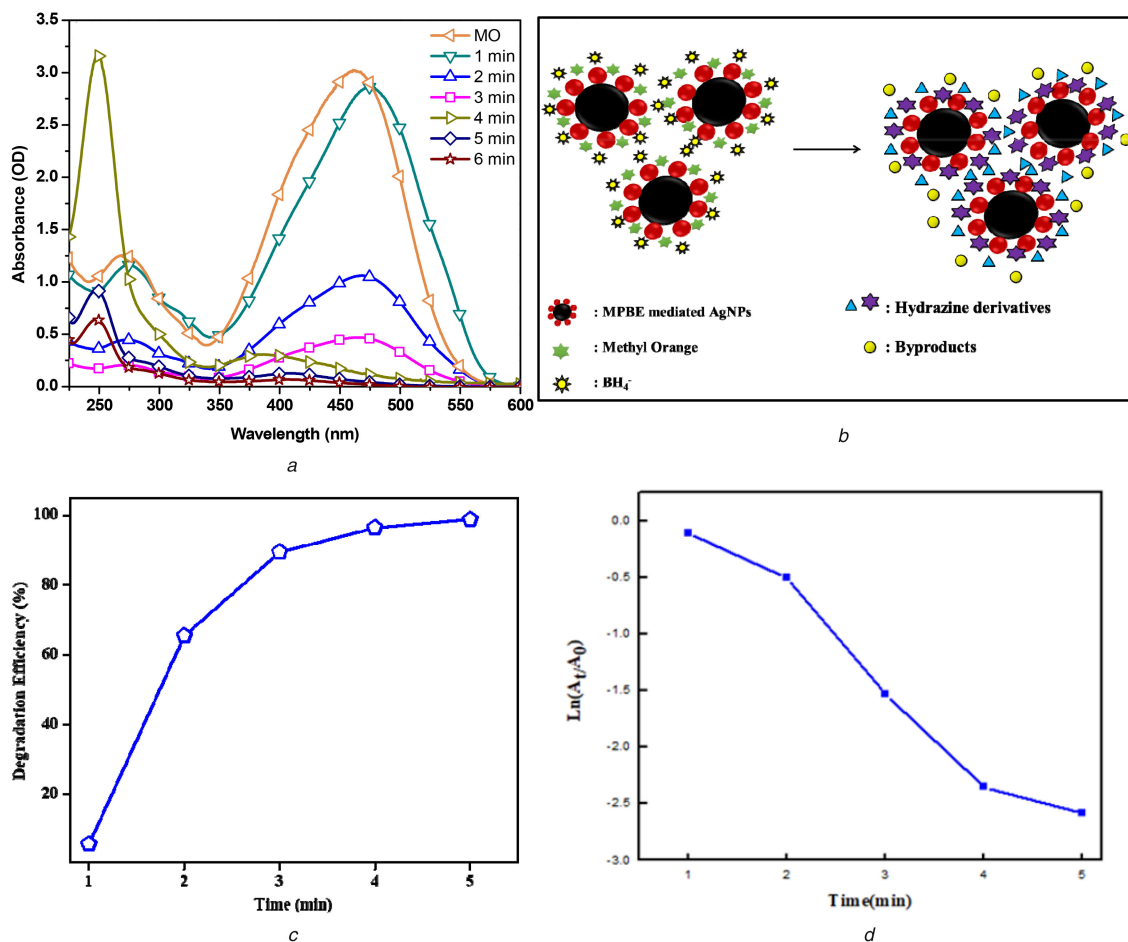 3.5
3.0
2.5
2.0
1.5
1.0
0.5
0.0
Absorbance (OD)
MO
1 min
2 min
3 min
4 min
5 min
6 min
250 300 350 400 450 500 550 600
Wavelength (nm)
a
: MPBE mediated AgNPs
: Methyl Orange
: BH₄⁻
: Hydrazine derivatives
: Byproducts
b
100
80
60
40
20
Degradation Efficiency (%)
1 2 3 4 5
Time (min)
c
0.0
-0.5
-1.0
-1.5
-2.0
-2.5
-3.0
Ln(Aₜ/A₀)
1 2 3 4 5
Time(min)
d